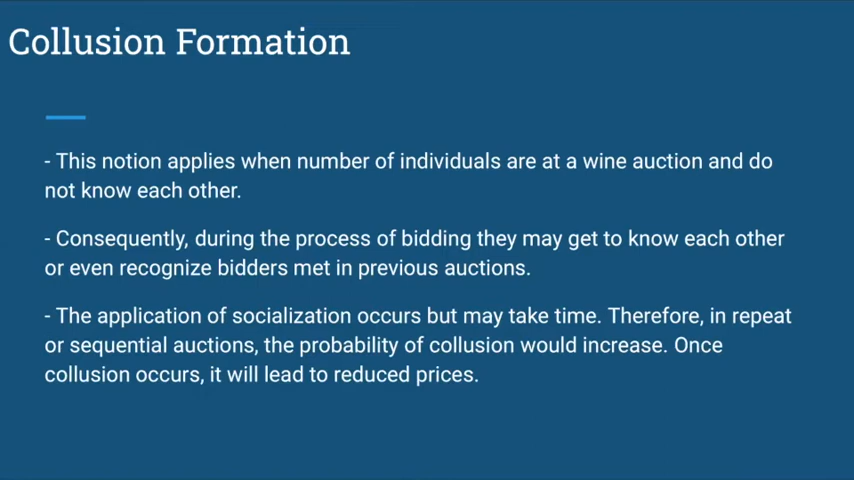 Collusion Formation
- This notion applies when number of individuals are at a wine auction and do
not know each other.
- Consequently, during the process of bidding they may get to know each other
or even recognize bidders met in previous auctions.
- The application of socialization occurs but may take time. Therefore, in repeat
or sequential auctions, the probability of collusion would increase. Once
collusion occurs, it will lead to reduced prices.